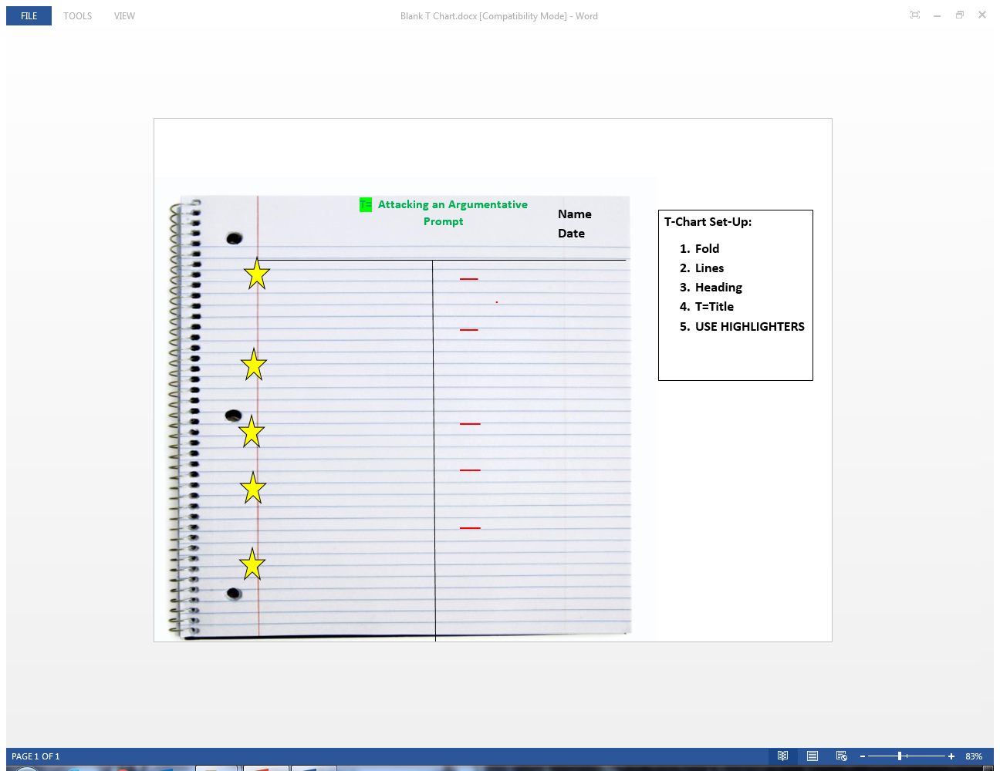 FILE TOOLS VIEW Blank T Chart.docx [Compatibility Mode] - Word
T= Attacking an Argumentative
Prompt
Name
Date
T-Chart Set-Up:
1. Fold
2. Lines
3. Heading
4. T=Title
5. USE HIGHLIGHTERS
PAGE 1 OF 1 83%